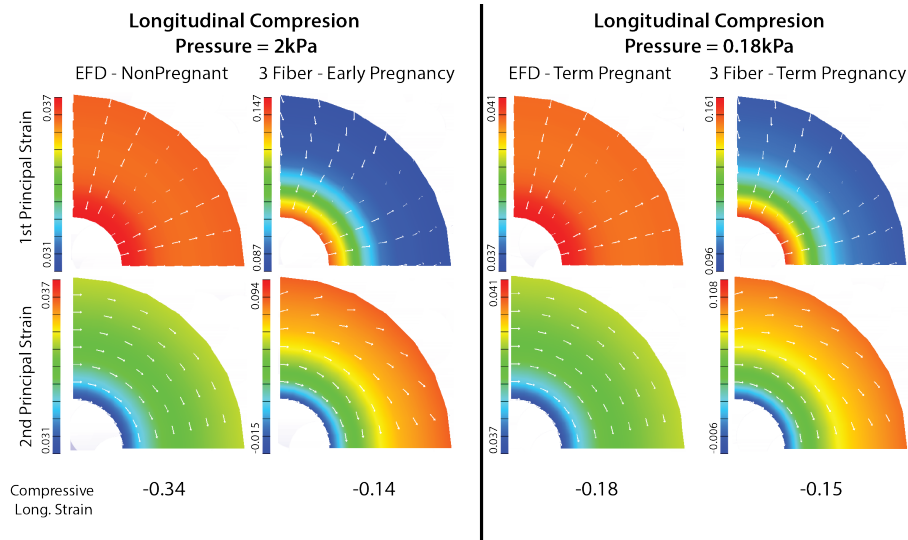 Longitudinal Compresion
Pressure = 2kPa
EFD - NonPregnant
3 Fiber - Early Pregnancy
Longitudinal Compresion
Pressure = 0.18kPa
EFD - Term Pregnant
3 Fiber - Term Pregnancy
1st Principal Strain
0.037
0.031
0.147
0.087
0.041
0.037
0.161
0.096
2nd Principal Strain
0.037
0.031
0.094
-0.015
0.041
0.037
0.108
-0.006
Compressive
Long. Strain
-0.34
-0.14
-0.18
-0.15